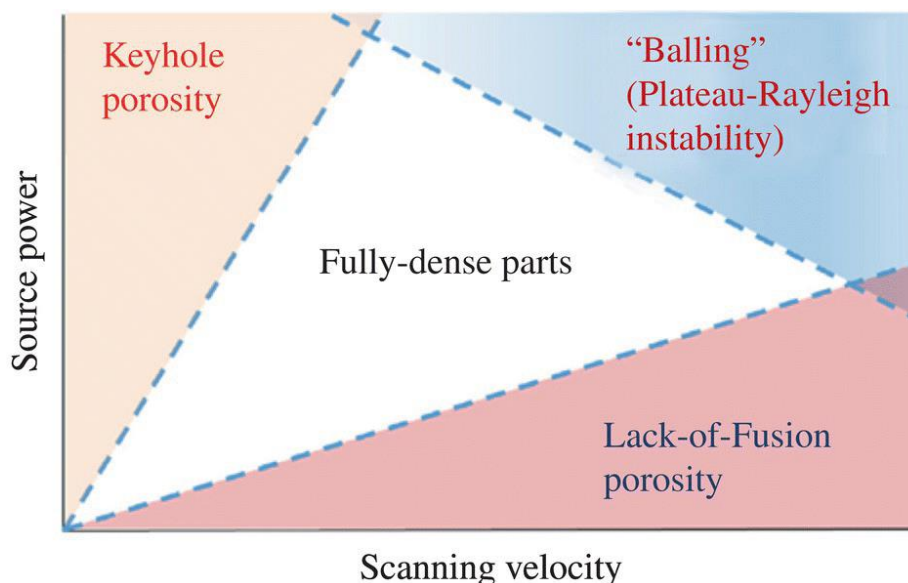 Keyhole
porosity
“Balling”
(Plateau-Rayleigh
instability)
Source power
Fully-dense parts
Lack-of-Fusion
porosity
Scanning velocity